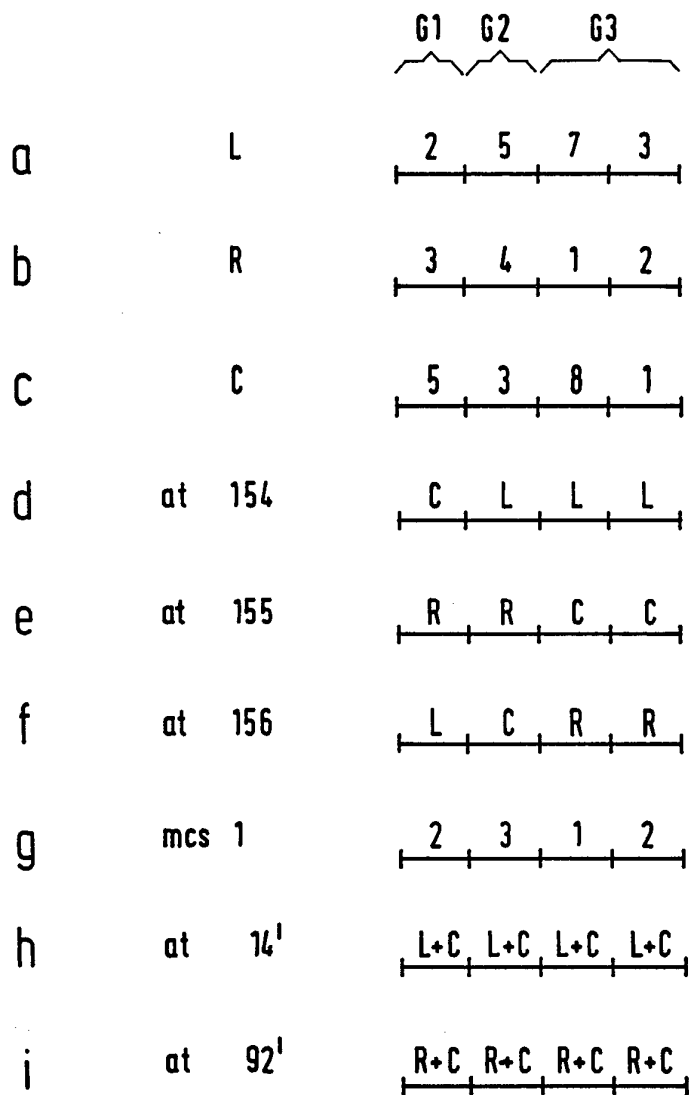 G1 G2 G3
a L 2 5 7 3
b R 3 4 1 2
c C 5 3 8 1
d at 154 C L L L
e at 155 R R C C
f at 156 L C R R
g mcs 1 2 3 1 2
h at 14' L+C L+C L+C L+C
i at 92' R+C R+C R+C R+C